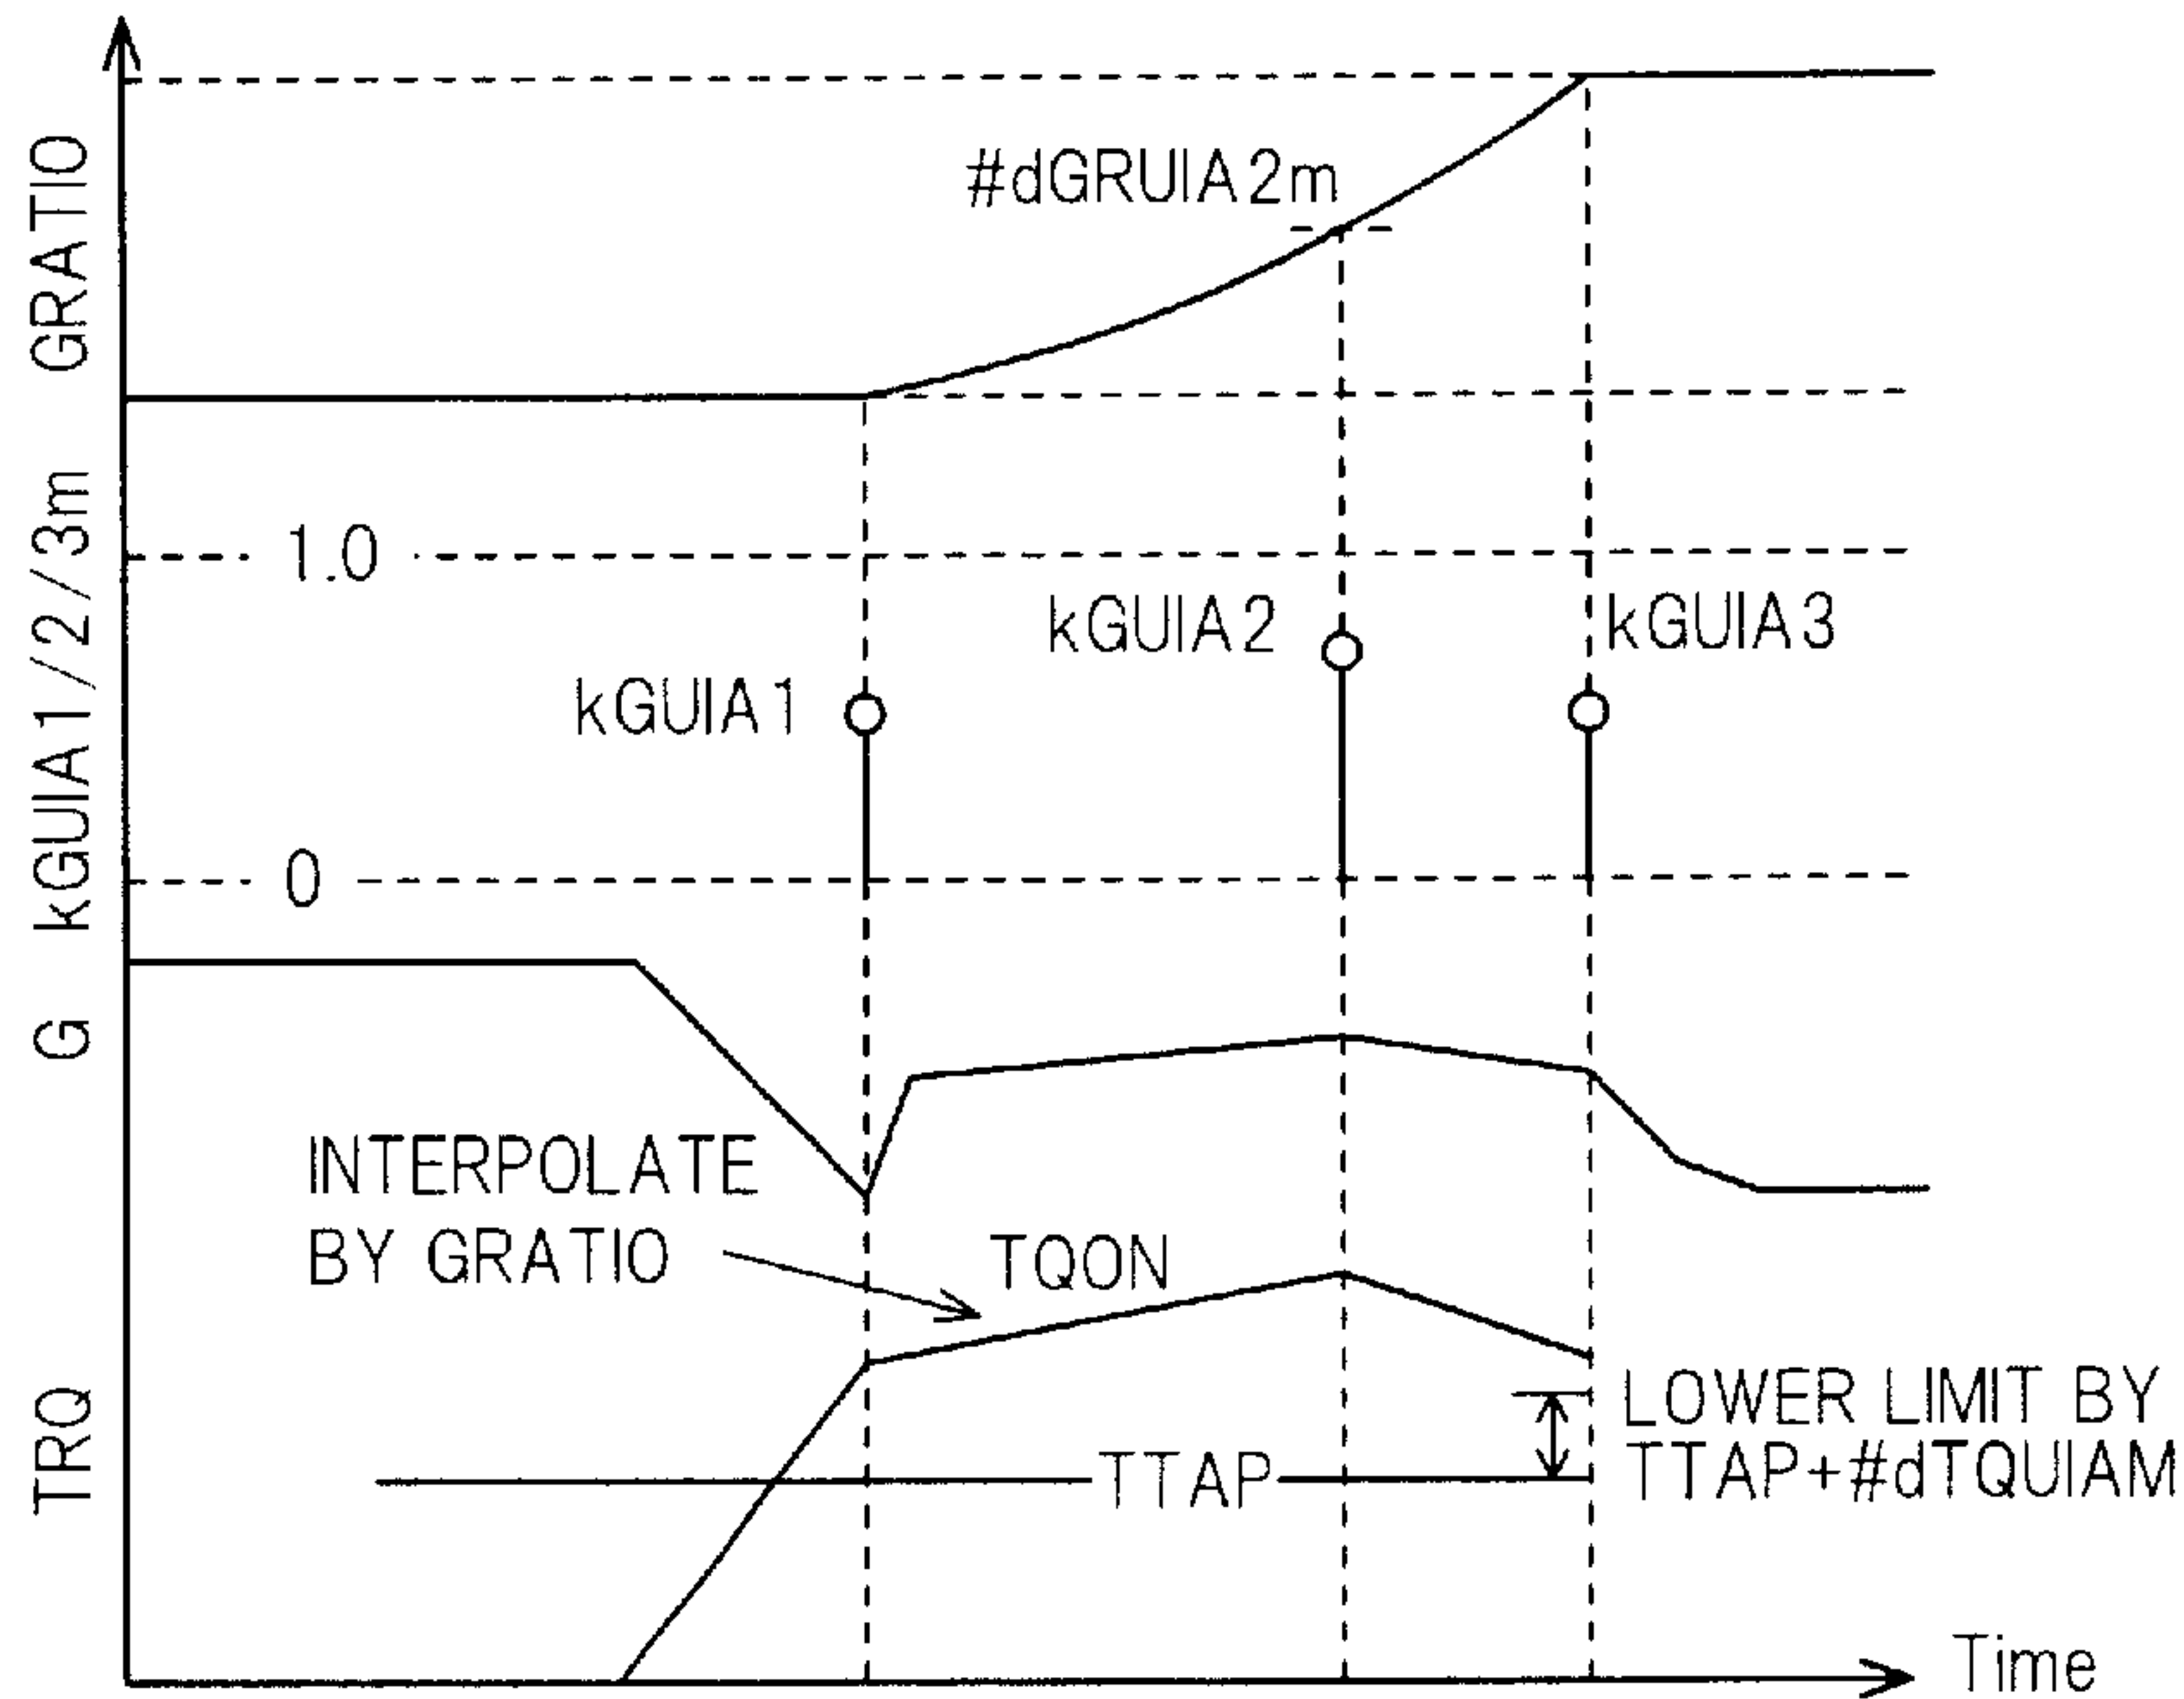 GRATIO
#dGRUIA2m
kGUIA1/2/3m
1.0
kGUIA2
kGUIA3
kGUIA1
0
G
INTERPOLATE
BY GRATIO
TQON
TRQ
LOWER LIMIT BY
TTAP+#dTQUIAM
TTAP
Time